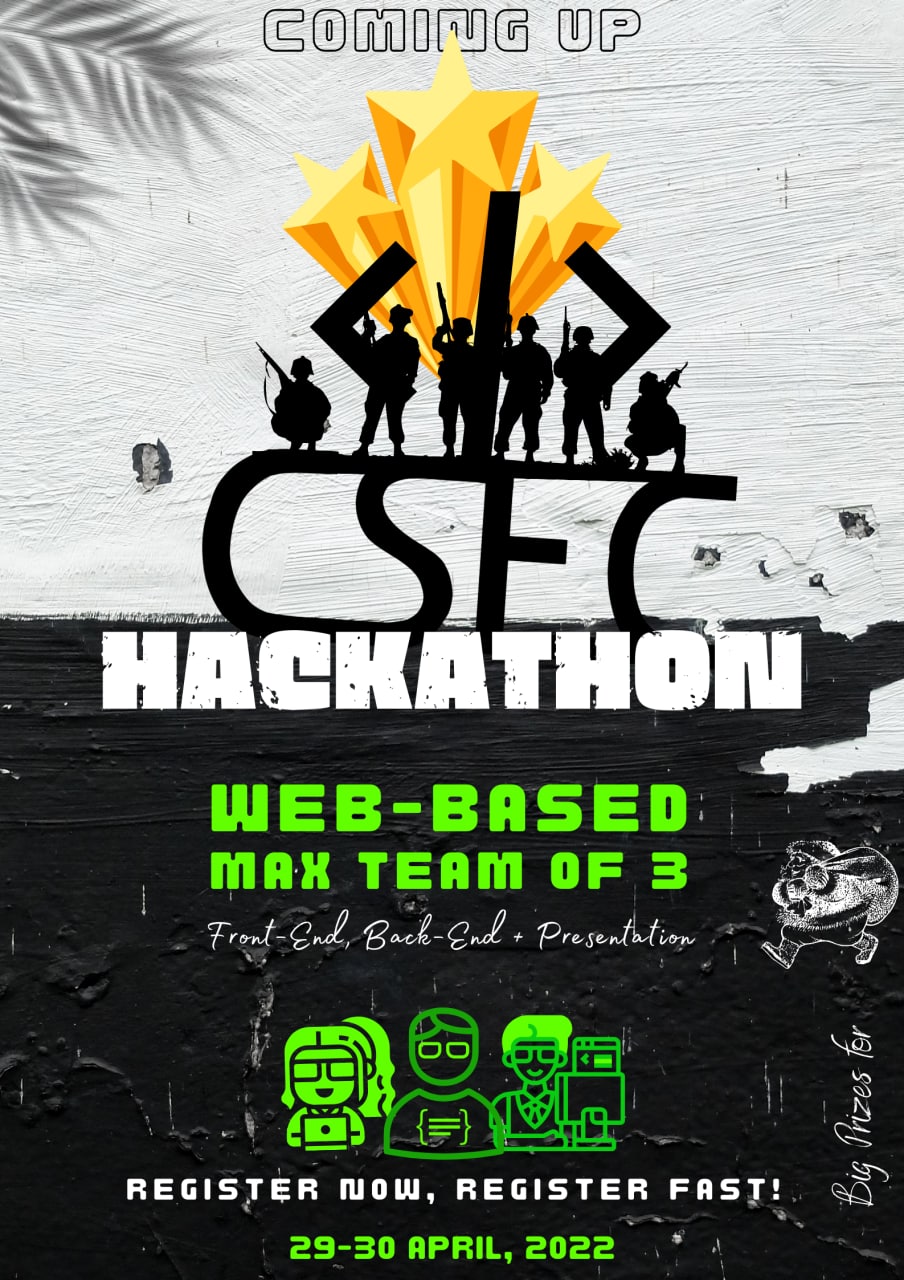 COMING UP
CSFC
HACKATHON
WEB-BASED
MAX TEAM OF 3
Front-End, Back-End + Presentation
Big Prizes for
REGISTER NOW, REGISTER FAST!
29-30 APRIL, 2022